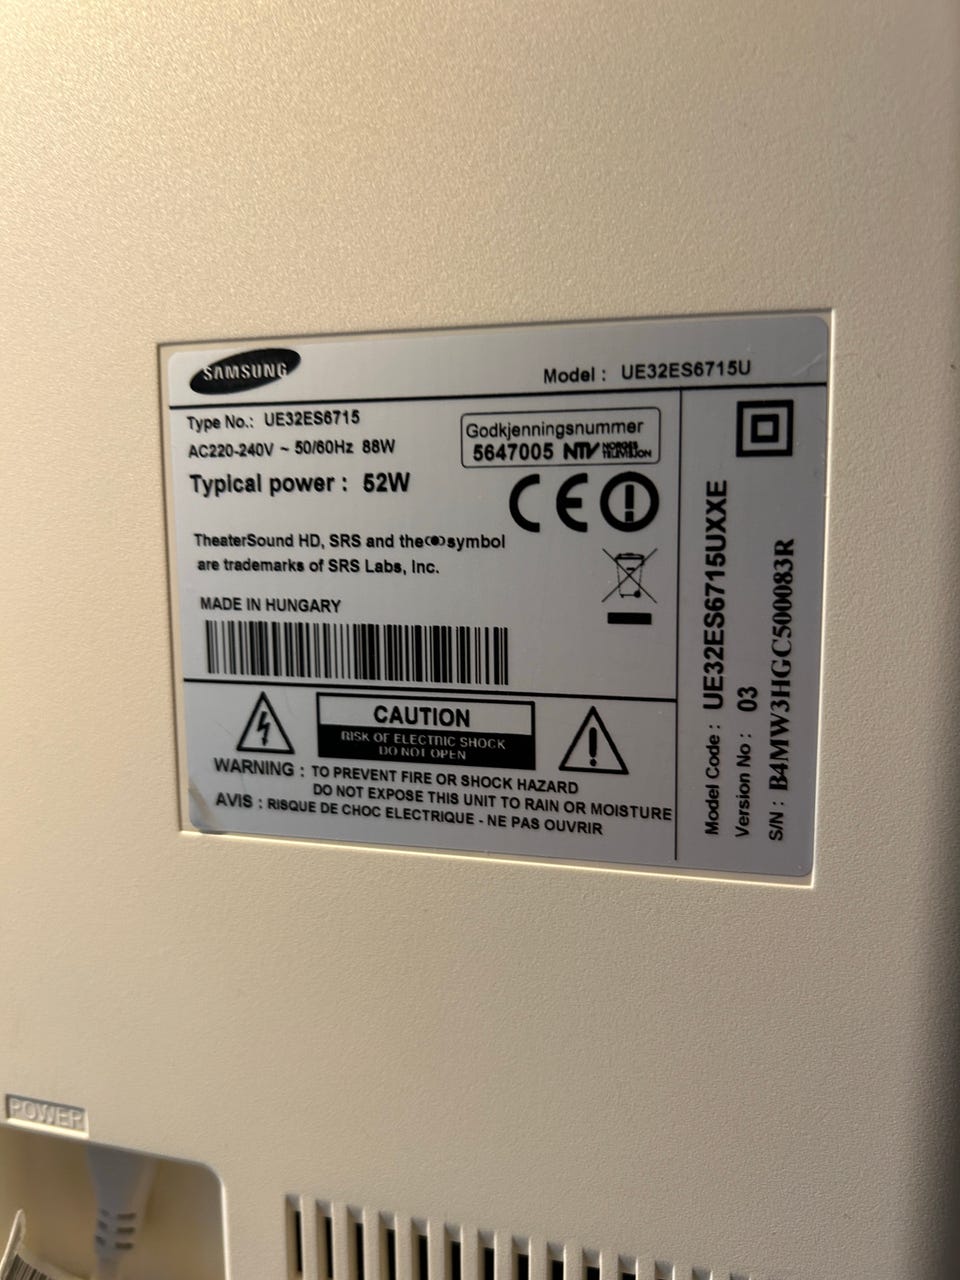 SAMSUNG
Model : UE32ES6715U
Type No.: UE32ES6715
AC220-240V ~ 50/60Hz 88W
Typical power : 52W
Godkjenningsnummer
5647005 NTV NORGES TELEVISJON
CE
TheaterSound HD, SRS and the symbol
are trademarks of SRS Labs, Inc.
MADE IN HUNGARY
CAUTION
RISK OF ELECTRIC SHOCK
DO NOT OPEN
WARNING : TO PREVENT FIRE OR SHOCK HAZARD
DO NOT EXPOSE THIS UNIT TO RAIN OR MOISTURE
AVIS : RISQUE DE CHOC ELECTRIQUE - NE PAS OUVRIR
Model Code : UE32ES6715UXXE
Version No : 03
S/N : B4MW3HGC500083R
POWER